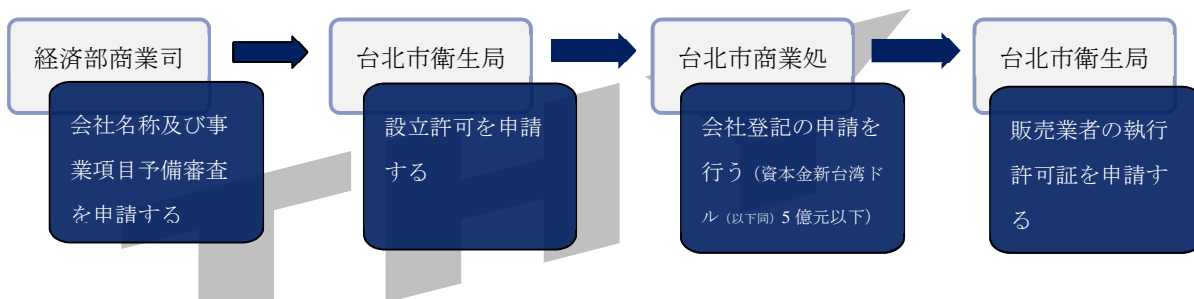 経済部商業司
会社名称及び事
業項目予備審査
を申請する
台北市衛生局
設立許可を申請
する
台北市商業処
会社登記の申請を
行う（資本金新台湾ド
ル（以下同）5 億元以下）
台北市衛生局
販売業者の執行
許可証を申請す
る